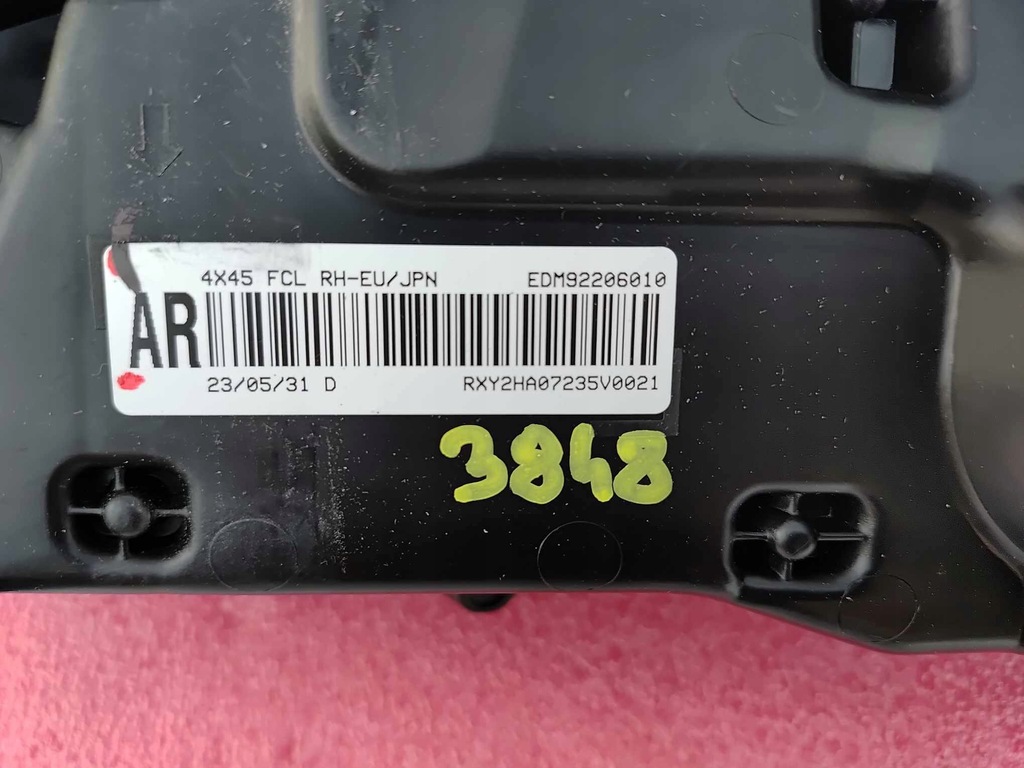 4X45 FCL RH-EU/JPN EDM92206010
AR
23/05/31 D RXY2HA07235V0021
3848